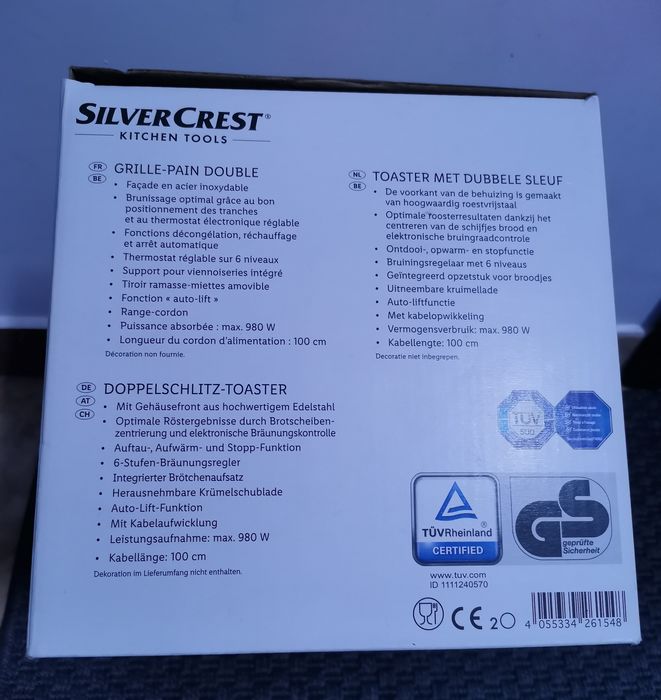 SILVERCREST®
KITCHEN TOOLS
FR
BE
GRILLE-PAIN DOUBLE
• Façade en acier inoxydable
• Brunissage optimal grâce au bon
positionnement des tranches
et au thermostat électronique réglable
• Fonctions décongélation, réchauffage
et arrêt automatique
• Thermostat réglable sur 6 niveaux
• Support pour viennoiseries intégré
• Tiroir ramasse-miettes amovible
• Fonction « auto-lift »
• Range-cordon
• Puissance absorbée : max. 980 W
• Longueur du cordon d'alimentation : 100 cm
Décoration non fournie.
NL
BE
TOASTER MET DUBBELE SLEUF
• De voorkant van de behuizing is gemaakt
van hoogwaardig roestvrijstaal
• Optimale roosterresultaten dankzij het
centreren van de schijfjes brood en
elektronische bruingraadcontrole
• Ontdooi-, opwarm- en stopfunctie
• Bruiningsregelaar met 6 niveaus
• Geïntegreerd opzetstuk voor broodjes
• Uitneembare kruimellade
• Auto-liftfunctie
• Met kabelopwikkeling
• Vermogensverbruik: max. 980 W
• Kabellengte: 100 cm
Decoratie niet inbegrepen.
DE
AT
CH
DOPPELSCHLITZ-TOASTER
• Mit Gehäusefront aus hochwertigem Edelstahl
• Optimale Röstergebnisse durch Brotscheiben-
zentrierung und elektronische Bräunungskontrolle
• Auftau-, Aufwärm- und Stopp-Funktion
• 6-Stufen-Bräunungsregler
• Integrierter Brötchenaufsatz
• Herausnehmbare Krümelschublade
• Auto-Lift-Funktion
• Mit Kabelaufwicklung
• Leistungsaufnahme: max. 980 W
• Kabellänge: 100 cm
Dekoration im Lieferumfang nicht enthalten.
TÜV
SÜD
TÜVRheinland®
CERTIFIED
GS
geprüfte
Sicherheit
www.tuv.com
ID 1111240570
CE 2
4 055334 261548